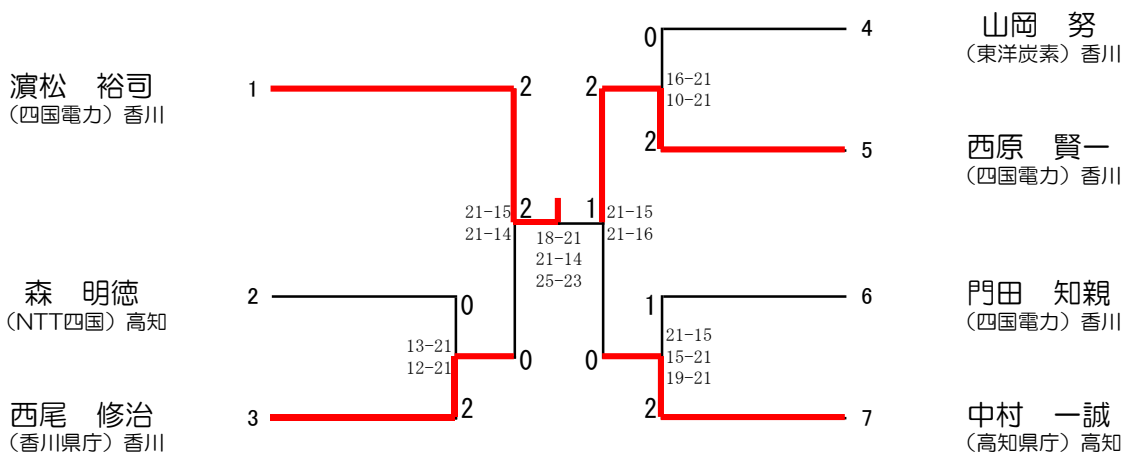 濵松　裕司
（四国電力）香川
1
2
21-15
21-14
2
森　明徳
（NTT四国）高知
2
0
13-21
12-21
0
西尾　修治
（香川県庁）香川
3
2
18-21
21-14
25-23
山岡　努
（東洋炭素）香川
4
0
16-21
10-21
2
西原　賢一
（四国電力）香川
5
2
1
21-15
21-16
門田　知親
（四国電力）香川
6
1
21-15
15-21
19-21
0
中村　一誠
（高知県庁）高知
7
2